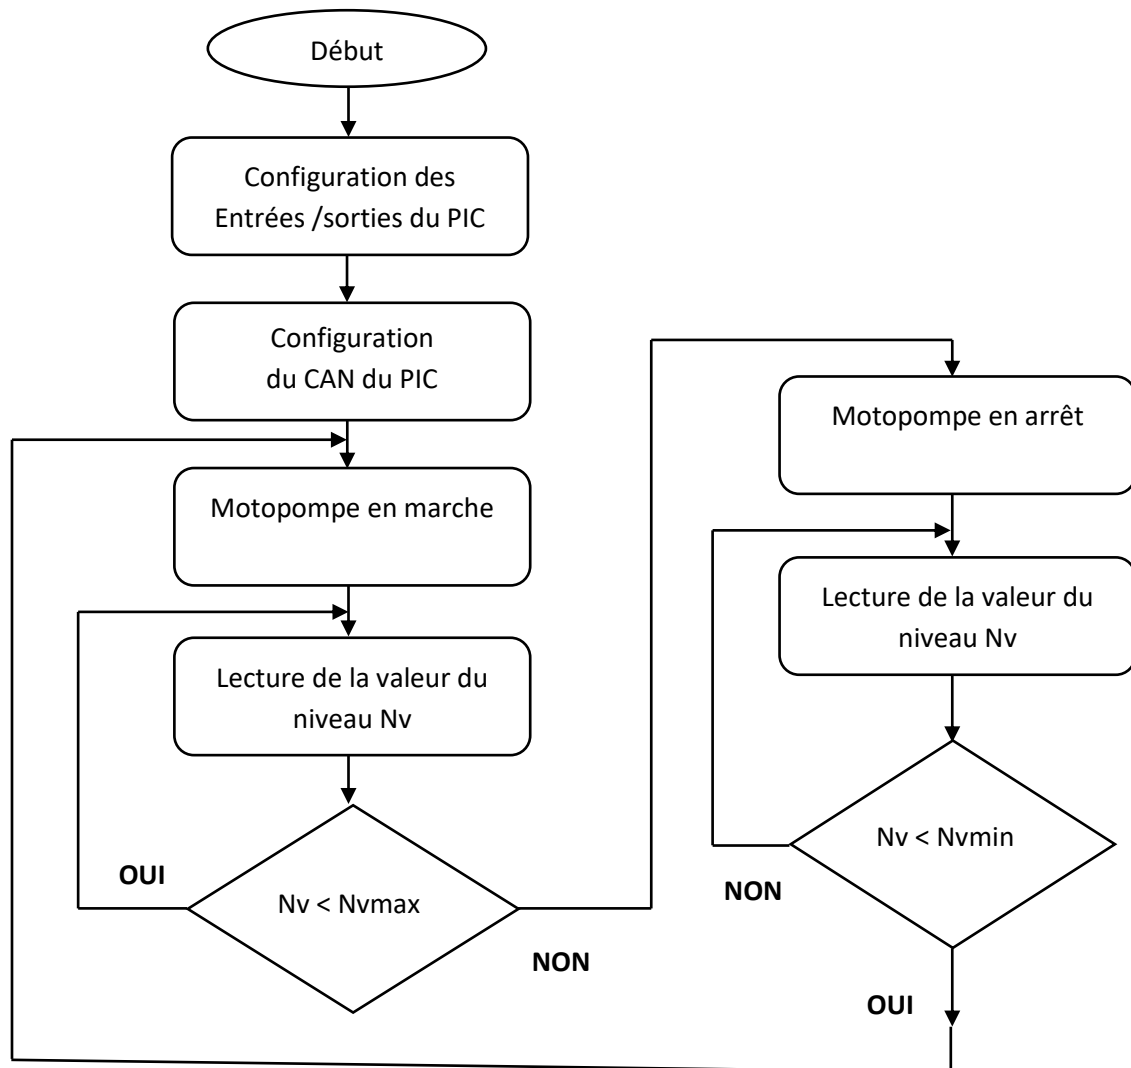 Début
Configuration des
Entrées /sorties du PIC
Configuration
du CAN du PIC
Motopompe en marche
Lecture de la valeur du
niveau Nv
OUI
Nv < Nvmax
NON
Motopompe en arrêt
Lecture de la valeur du
niveau Nv
Nv < Nvmin
NON
OUI